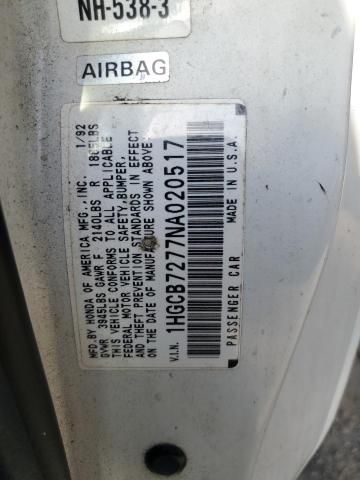 NH-538-3
AIRBAG
MFD. BY HONDA OF AMERICA MFG., INC. 1/92
GVWR 3945LBS GAWR F 2140LBS R 1805LBS
THIS VEHICLE CONFORMS TO ALL APPLICABLE
FEDERAL MOTOR VEHICLE SAFETY, BUMPER,
AND THEFT PREVENTION STANDARDS IN EFFECT
ON THE DATE OF MANUFACTURE SHOWN ABOVE.
V.I.N. 1HGCB7277NA020517
PASSENGER CAR MADE IN U.S.A.